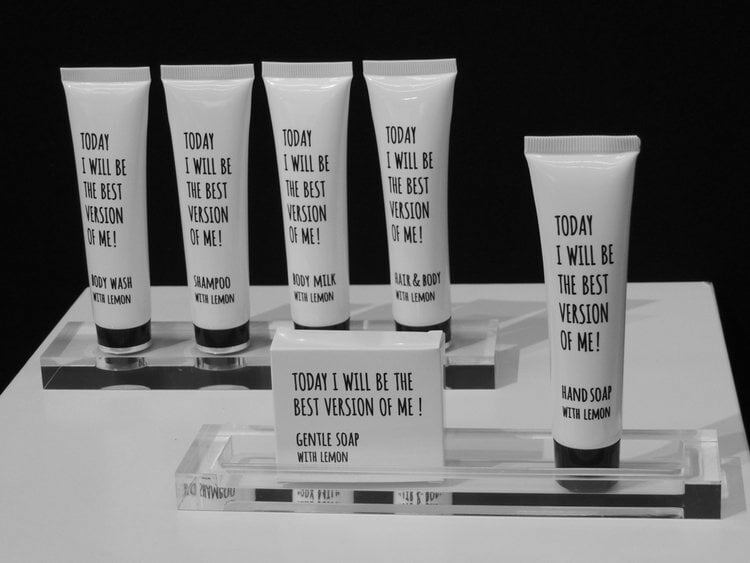 TODAY
I WILL BE
THE BEST
VERSION
OF ME!
BODY WASH
WITH LEMON
TODAY
I WILL BE
THE BEST
VERSION
OF ME!
SHAMPOO
WITH LEMON
TODAY
I WILL BE
THE BEST
VERSION
OF ME!
BODY MILK
WITH LEMON
TODAY
I WILL BE
THE BEST
VERSION
OF ME!
HAIR & BODY
WITH LEMON
TODAY I WILL BE THE
BEST VERSION OF ME!
GENTLE SOAP
WITH LEMON
TODAY
I WILL BE
THE BEST
VERSION
OF ME!
HAND SOAP
WITH LEMON